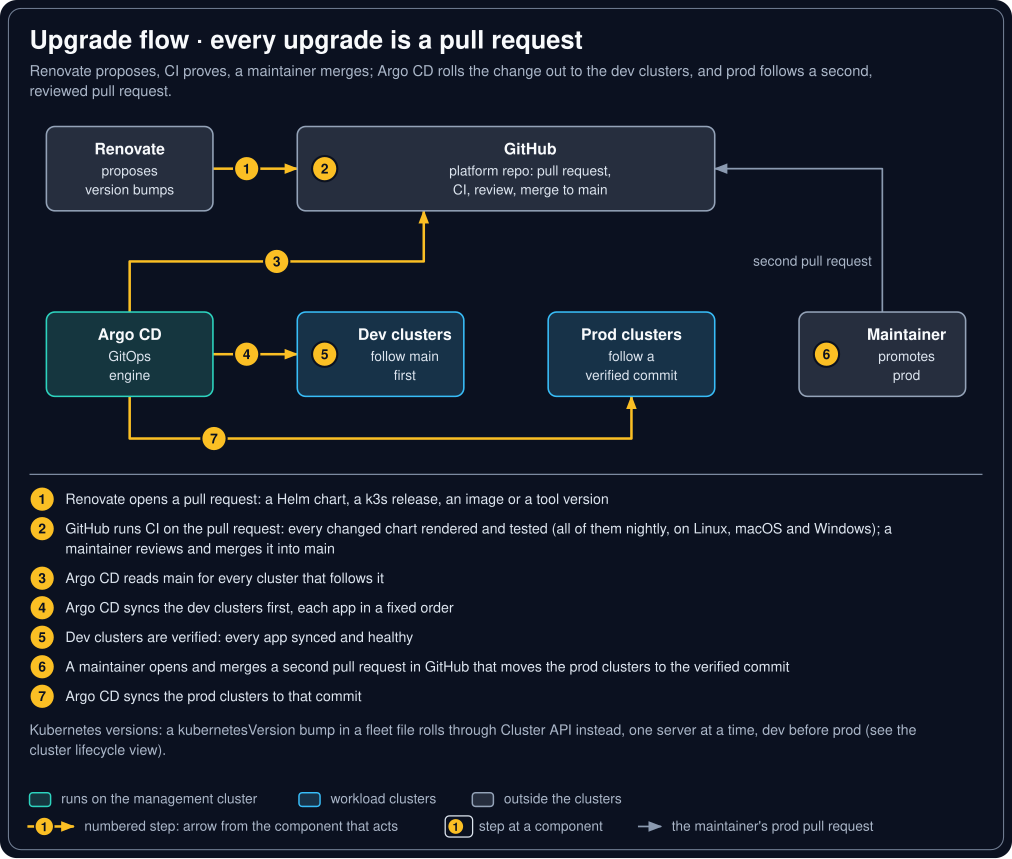 Upgrade flow · every upgrade is a pull request
Renovate proposes, CI proves, a maintainer merges; Argo CD rolls the change out to the dev clusters, and prod follows a second,
reviewed pull request.
Renovate
proposes
version bumps
1
2
GitHub
platform repo: pull request,
CI, review, merge to main
3
second pull request
Argo CD
GitOps
engine
4
5
Dev clusters
follow main
first
Prod clusters
follow a
verified commit
6
Maintainer
promotes
prod
7
1 Renovate opens a pull request: a Helm chart, a k3s release, an image or a tool version
2 GitHub runs CI on the pull request: every changed chart rendered and tested (all of them nightly, on Linux, macOS and Windows); a
maintainer reviews and merges it into main
3 Argo CD reads main for every cluster that follows it
4 Argo CD syncs the dev clusters first, each app in a fixed order
5 Dev clusters are verified: every app synced and healthy
6 A maintainer opens and merges a second pull request in GitHub that moves the prod clusters to the verified commit
7 Argo CD syncs the prod clusters to that commit
Kubernetes versions: a kubernetesVersion bump in a fleet file rolls through Cluster API instead, one server at a time, dev before prod (see the
cluster lifecycle view).
runs on the management cluster
workload clusters
outside the clusters
1 numbered step: arrow from the component that acts
1 step at a component
the maintainer's prod pull request